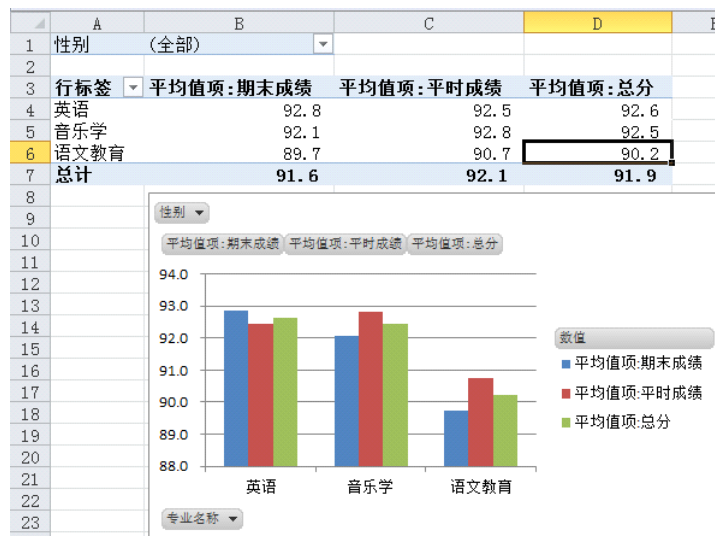 A B C D
1 性别 (全部)
2
3 行标签 平均值项:期末成绩 平均值项:平时成绩 平均值项:总分
4 英语 92.8 92.5 92.6
5 音乐学 92.1 92.8 92.5
6 语文教育 89.7 90.7 90.2
7 总计 91.6 92.1 91.9
8
9 性别
10 平均值项:期末成绩 平均值项:平时成绩 平均值项:总分
11
12 94.0
13 93.0
14 92.0
15 数值
16 91.0 平均值项:期末成绩
17 90.0 平均值项:平时成绩
18 89.0 平均值项:总分
19
20 88.0
21 英语 音乐学 语文教育
22
23 专业名称